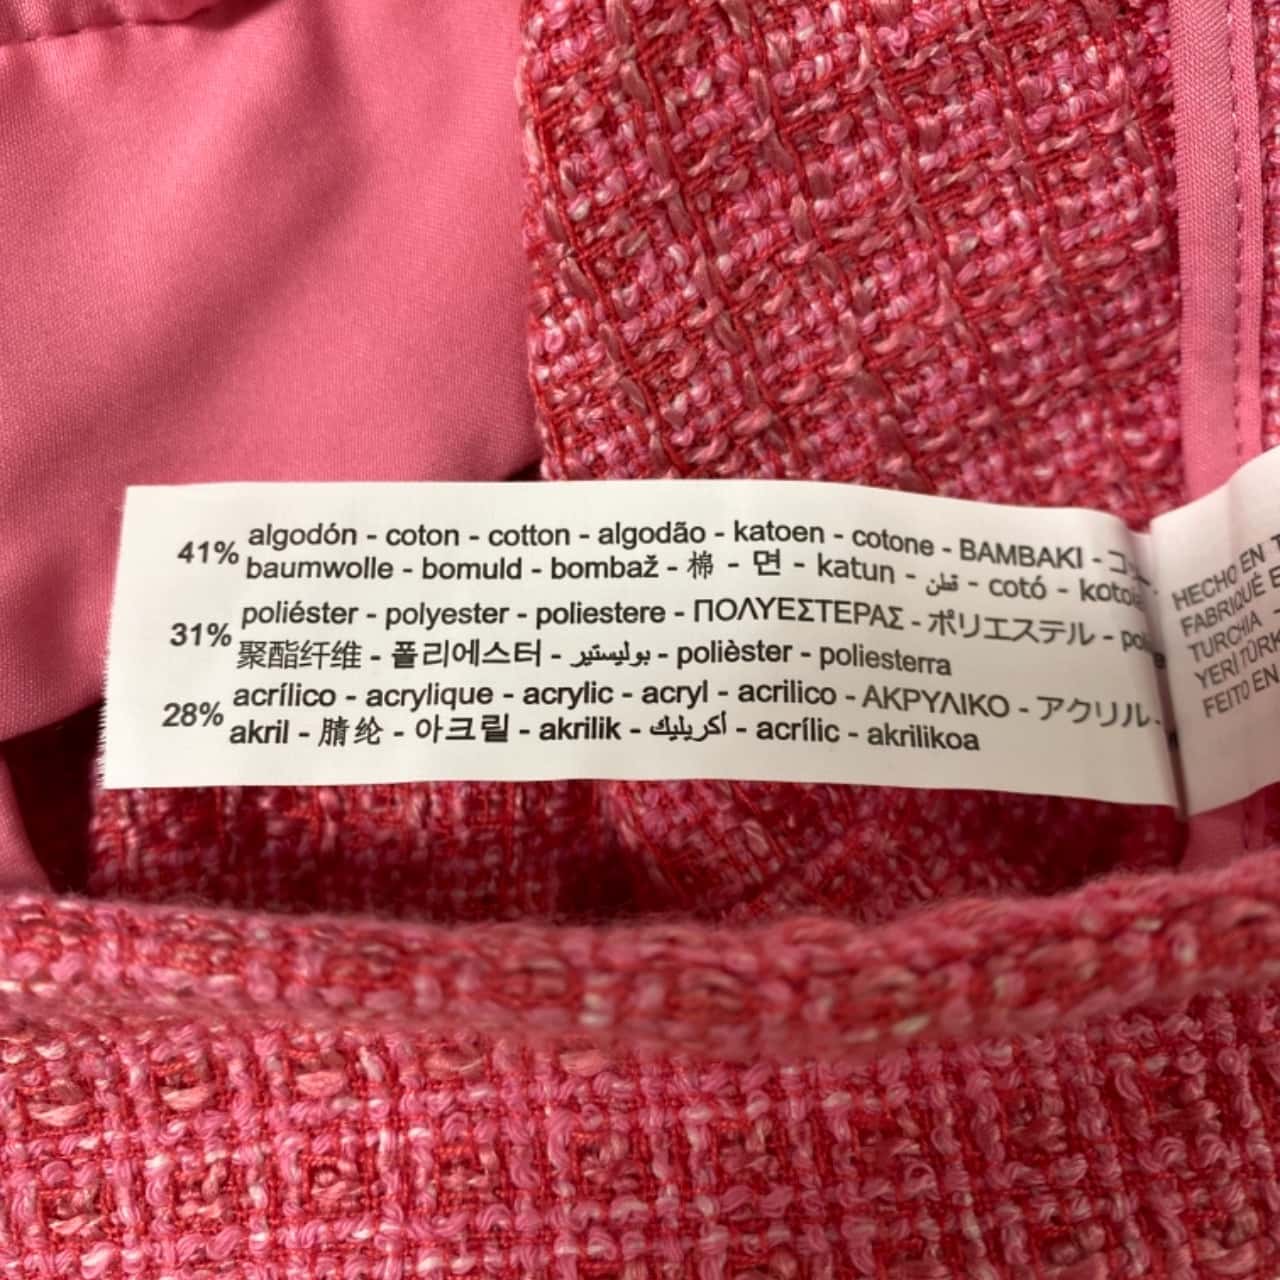 41% algodón - coton - cotton - algodão - katoen - cotone - BAMBAKI -
baumwolle - bomuld - bombaž - 棉 - 면 - katun - قطن - cotó -
31% poliéster - polyester - poliestere - ΠΟΛΥΕΣΤΕΡΑΣ - ポリエステル -
聚酯纤维 - 폴리에스터 - بوليستير - polièster - poliesterra
28% acrílico - acrylique - acrylic - acryl - acrilico - ΑΚΡΥΛΙΚΟ - アクリル -
akril - 腈纶 - 아크릴 - akrilik - أكريليك - acrílic - akrilikoa
HECHO EN
FABRIQUÉ
TURCHIA
YERİ
FEITO EN